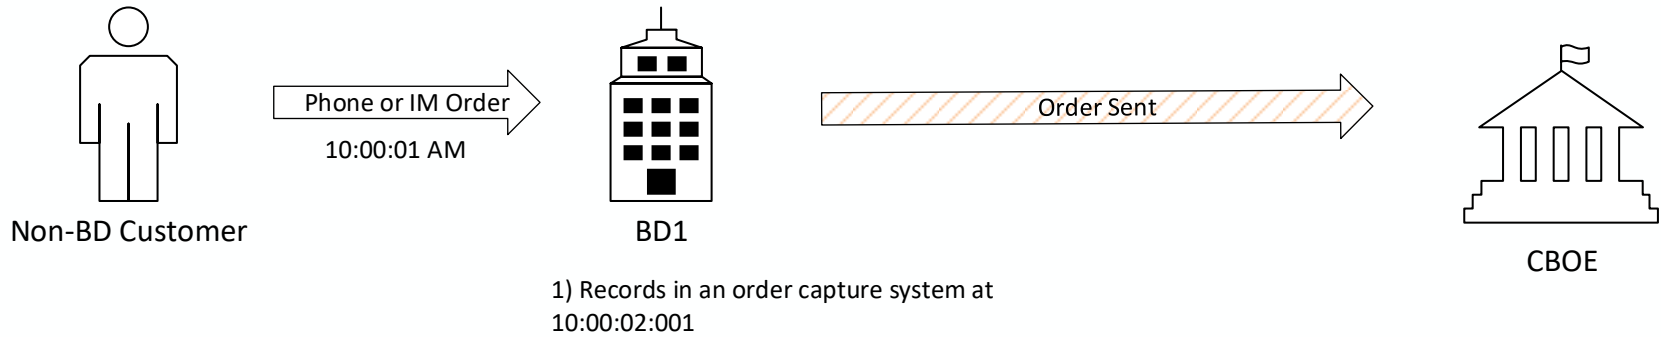 Phone or IM Order
10:00:01 AM
Order Sent
Non-BD Customer
BD1
CBOE
1) Records in an order capture system at
10:00:02:001